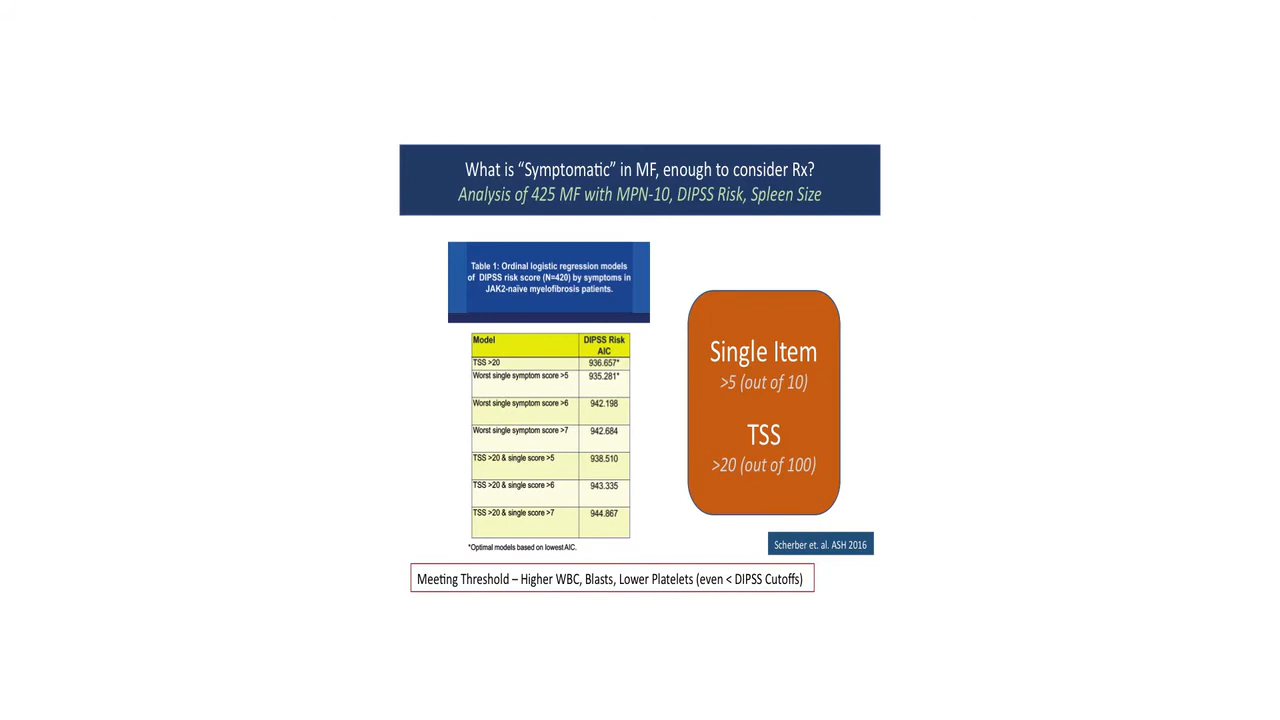 What is “Symptomatic” in MF, enough to consider Rx?
Analysis of 425 MF with MPN-10, DIPSS Risk, Spleen Size
Table 1: Ordinal logistic regression models
of DIPSS risk score (N=420) by symptoms in
JAK2-naïve myelofibrosis patients.
Model DIPSS Risk
AIC
TSS >20 936.657*
Worst single symptom score >5 935.281*
Worst single symptom score >6 942.198
Worst single symptom score >7 942.684
TSS >20 & single score >5 938.510
TSS >20 & single score >6 943.335
TSS >20 & single score >7 944.867
*Optimal models based on lowest AIC.
Single Item
>5 (out of 10)
TSS
>20 (out of 100)
Scherber et. al. ASH 2016
Meeting Threshold – Higher WBC, Blasts, Lower Platelets (even < DIPSS Cutoffs)